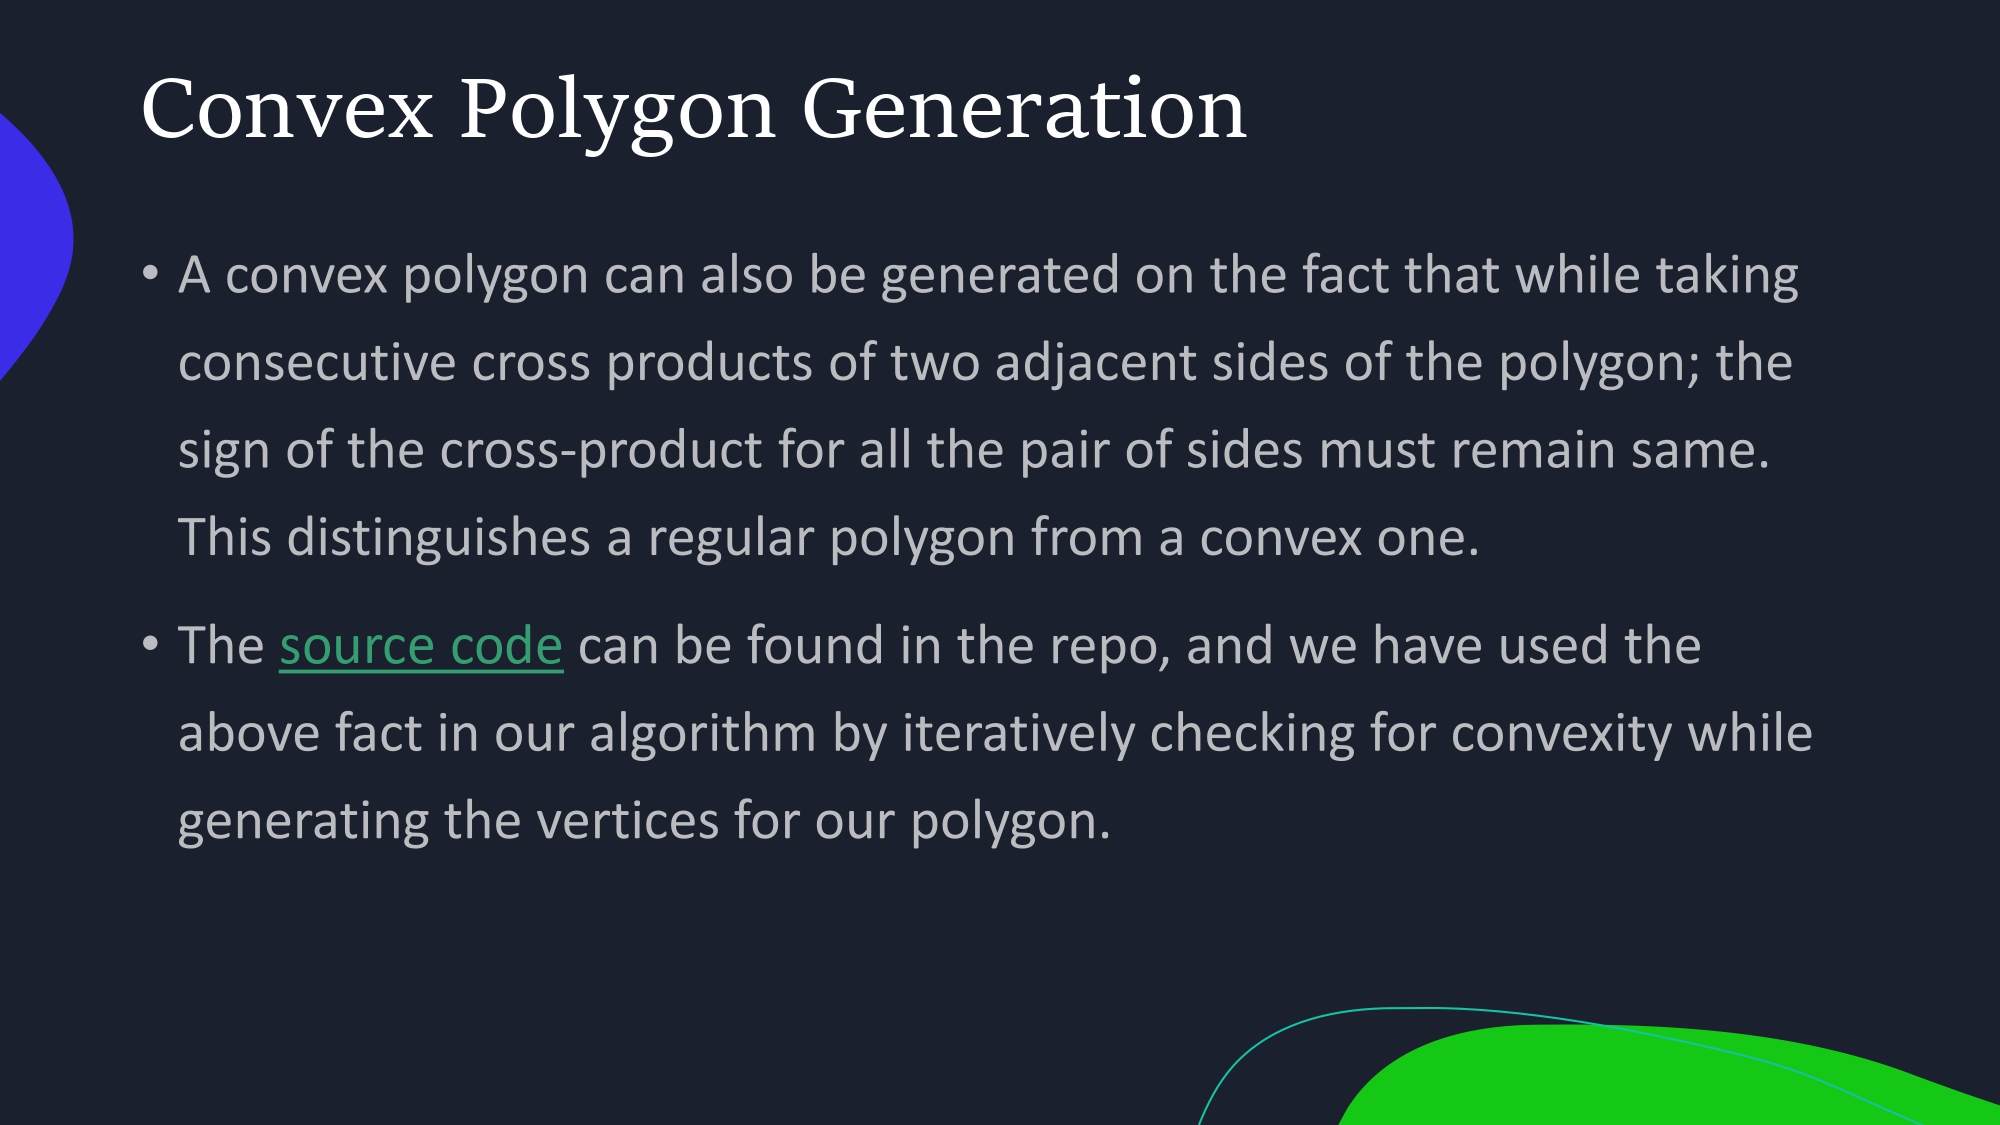 Convex Polygon Generation
• A convex polygon can also be generated on the fact that while taking
consecutive cross products of two adjacent sides of the polygon; the
sign of the cross-product for all the pair of sides must remain same.
This distinguishes a regular polygon from a convex one.
• The source code can be found in the repo, and we have used the
above fact in our algorithm by iteratively checking for convexity while
generating the vertices for our polygon.